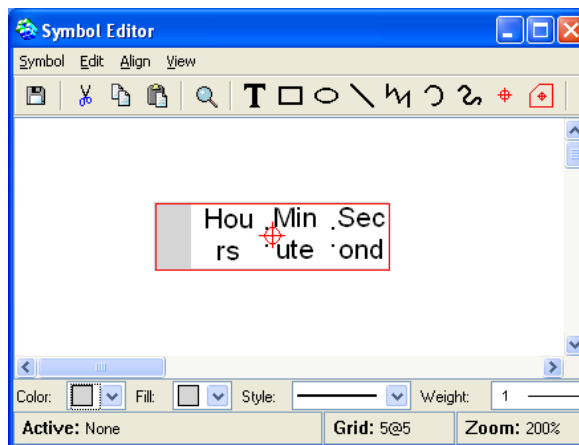 Symbol Editor
Symbol Edit Align View
T
Hou : Min : Sec
rs ute ond
Color: Fill: Style: Weight: 1
Active: None Grid: 5@5 Zoom: 200%